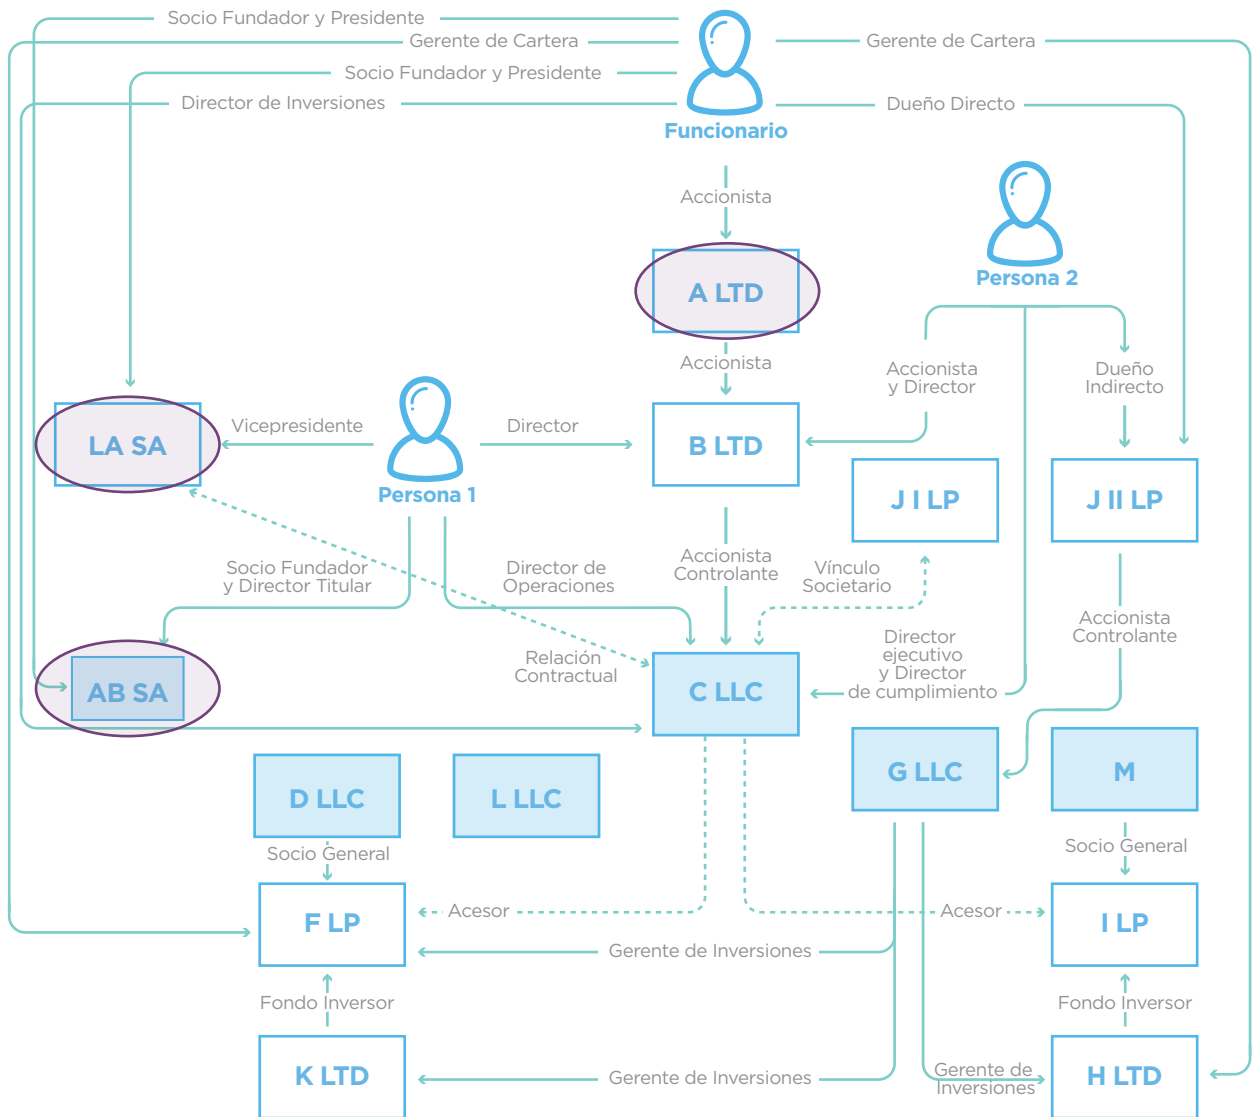 Socio Fundador y Presidente
Gerente de Cartera
Gerente de Cartera
Socio Fundador y Presidente
Director de Inversiones
Dueño Directo
Funcionario
Accionista
Persona 2
A LTD
Accionista
Accionista
y Director
Dueño
Indirecto
Vicepresidente
Director
LA SA
B LTD
Persona 1
J I LP
J II LP
Socio Fundador
y Director Titular
Director de
Operaciones
Accionista
Controlante
Vínculo
Societario
Accionista
Controlante
Relación
Contractual
Director
ejecutivo
y Director
de cumplimiento
AB SA
C LLC
D LLC
L LLC
G LLC
M
Socio General
Socio General
F LP
Acesor
Acesor
I LP
Gerente de Inversiones
Fondo Inversor
Fondo Inversor
K LTD
Gerente de Inversiones
Gerente de
Inversiones
H LTD